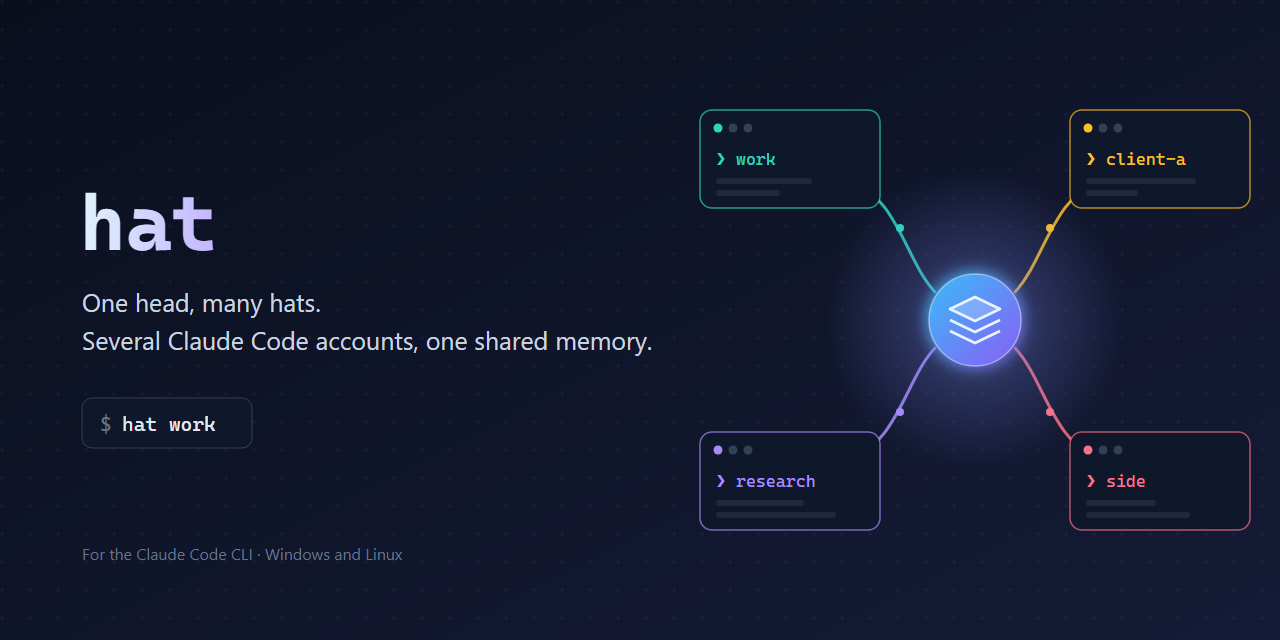 hat
One head, many hats.
Several Claude Code accounts, one shared memory.
$ hat work
For the Claude Code CLI · Windows and Linux
❯ work
❯ client-a
❯ research
❯ side